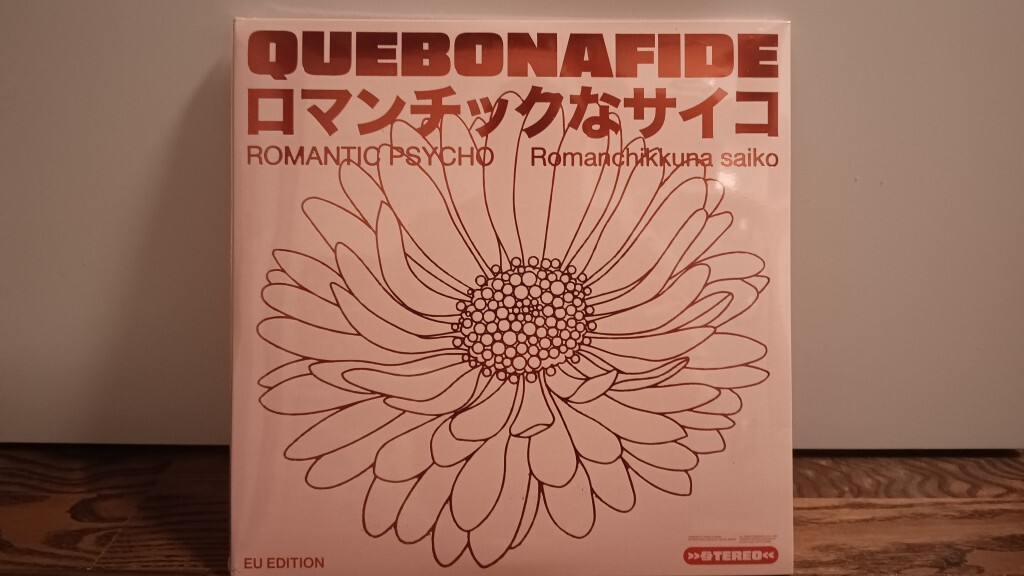 QUEBONAFIDE
ロマンチックなサイコ
ROMANTIC PSYCHO Romanchikkuna saiko
EU EDITION
»STEREO«